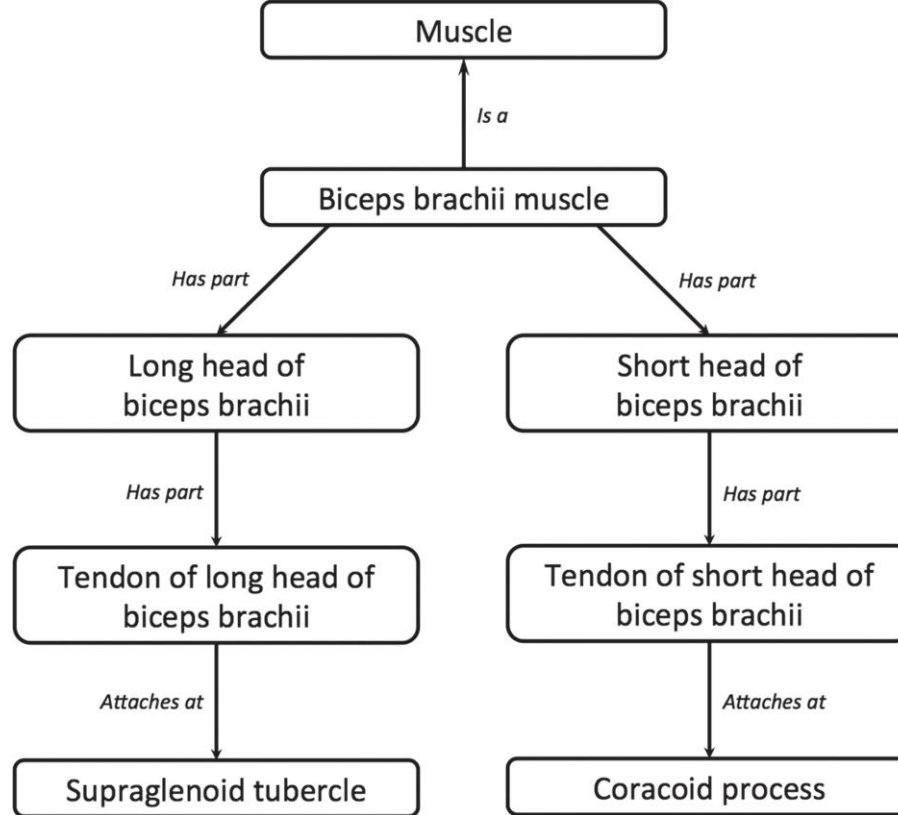 Muscle
Is a
Biceps brachii muscle
Has part
Has part
Long head of
biceps brachii
Short head of
biceps brachii
Has part
Has part
Tendon of long head of
biceps brachii
Tendon of short head of
biceps brachii
Attaches at
Attaches at
Supraglenoid tubercle
Coracoid process